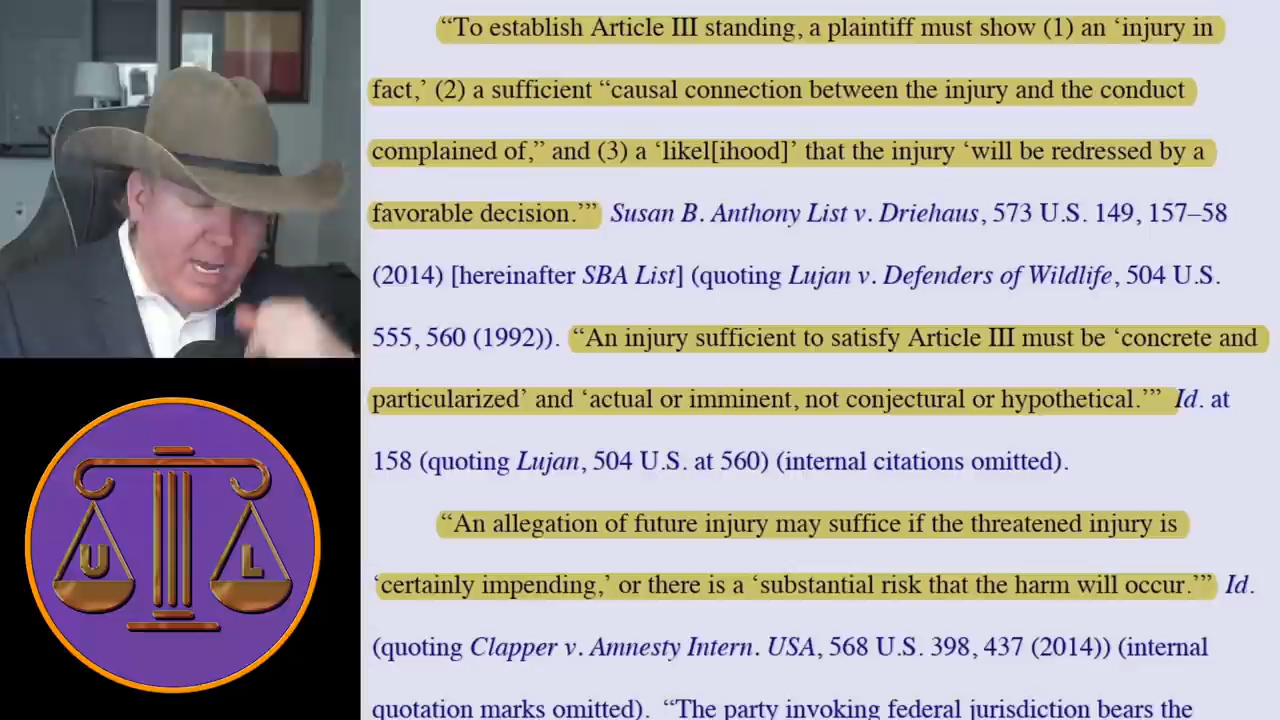 “To establish Article III standing, a plaintiff must show (1) an ‘injury in
fact,’ (2) a sufficient “causal connection between the injury and the conduct
complained of,” and (3) a ‘likel[ihood]’ that the injury ‘will be redressed by a
favorable decision.’” Susan B. Anthony List v. Driehaus, 573 U.S. 149, 157–58
(2014) [hereinafter SBA List] (quoting Lujan v. Defenders of Wildlife, 504 U.S.
555, 560 (1992)). “An injury sufficient to satisfy Article III must be ‘concrete and
particularized’ and ‘actual or imminent, not conjectural or hypothetical.’” Id. at
158 (quoting Lujan, 504 U.S. at 560) (internal citations omitted).
“An allegation of future injury may suffice if the threatened injury is
‘certainly impending,’ or there is a ‘substantial risk that the harm will occur.’” Id.
(quoting Clapper v. Amnesty Intern. USA, 568 U.S. 398, 437 (2014)) (internal
quotation marks omitted). “The party invoking federal jurisdiction bears the
U L